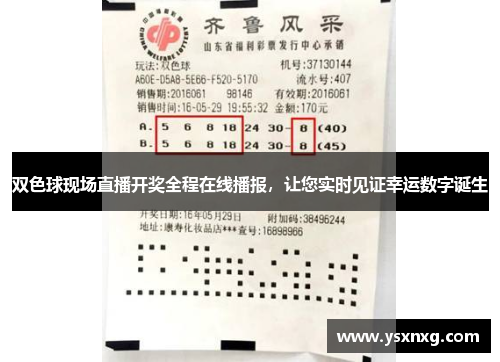 中国福利彩票
CHINA WELFARE LOTTERY
齐鲁风采
山东省福利彩票发行中心承销
玩法:双色球 机号:37130144
A60E-D5A8-5E66-F520-5170 流水号:407
销售期:2016061 98146 有效期:2016061
销售时间:16-05-29 19:55:32 金额:170元
A. 5 6 8 18 24 30- 8 (40)
B. 5 6 8 18 24 30- 8 (45)
双色球现场直播开奖全程在线播报，让您实时见证幸运数字诞生
开奖日期:16年05月29日 附加码:38496244
地址:康寿化妆品店***查号:16898966
www.ysxnxg.com